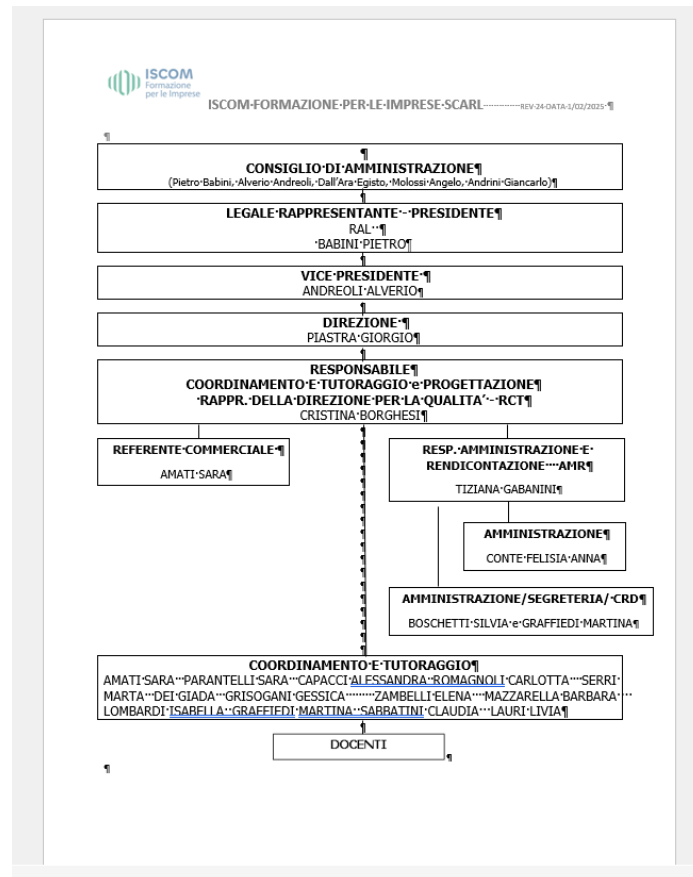 ISCOM
Formazione
per le Imprese
ISCOM·FORMAZIONE·PER·LE·IMPRESE·SCARL··············REV-24-DATA-1/02/2025·¶
¶
¶
CONSIGLIO·DI·AMMINISTRAZIONE¶
(Pietro·Babini,·Alverio·Andreoli,·Dall'Ara·Egisto,·Molossi·Angelo,·Andrini·Giancarlo)¶
¶
LEGALE·RAPPRESENTANTE·-·PRESIDENTE¶
RAL··¶
·BABINI·PIETRO¶
¶
VICE·PRESIDENTE·¶
ANDREOLI·ALVERIO¶
¶
DIREZIONE·¶
PIASTRA·GIORGIO¶
¶
RESPONSABILE¶
COORDINAMENTO·E·TUTORAGGIO·e·PROGETTAZIONE¶
·RAPPR.·DELLA·DIREZIONE·PER·LA·QUALITA'·-·RCT¶
CRISTINA·BORGHESI¶
REFERENTE·COMMERCIALE·¶
AMATI·SARA¶
RESP.·AMMINISTRAZIONE·E·
RENDICONTAZIONE····AMR¶
TIZIANA·GABANINI¶
AMMINISTRAZIONE¶
CONTE·FELISIA·ANNA¶
AMMINISTRAZIONE/SEGRETERIA/·CRD¶
BOSCHETTI·SILVIA·e·GRAFFIEDI·MARTINA¶
COORDINAMENTO·E·TUTORAGGIO¶
AMATI·SARA···PARANTELLI·SARA···CAPACCI·ALESSANDRA··ROMAGNOLI·CARLOTTA····SERRI·
MARTA···DEI·GIADA···GRISOGANI·GESSICA·········ZAMBELLI·ELENA····MAZZARELLA·BARBARA····
LOMBARDI·ISABELLA··GRAFFIEDI·MARTINA··SABBATINI·CLAUDIA···LAURI·LIVIA¶
¶
DOCENTI
¶
¶